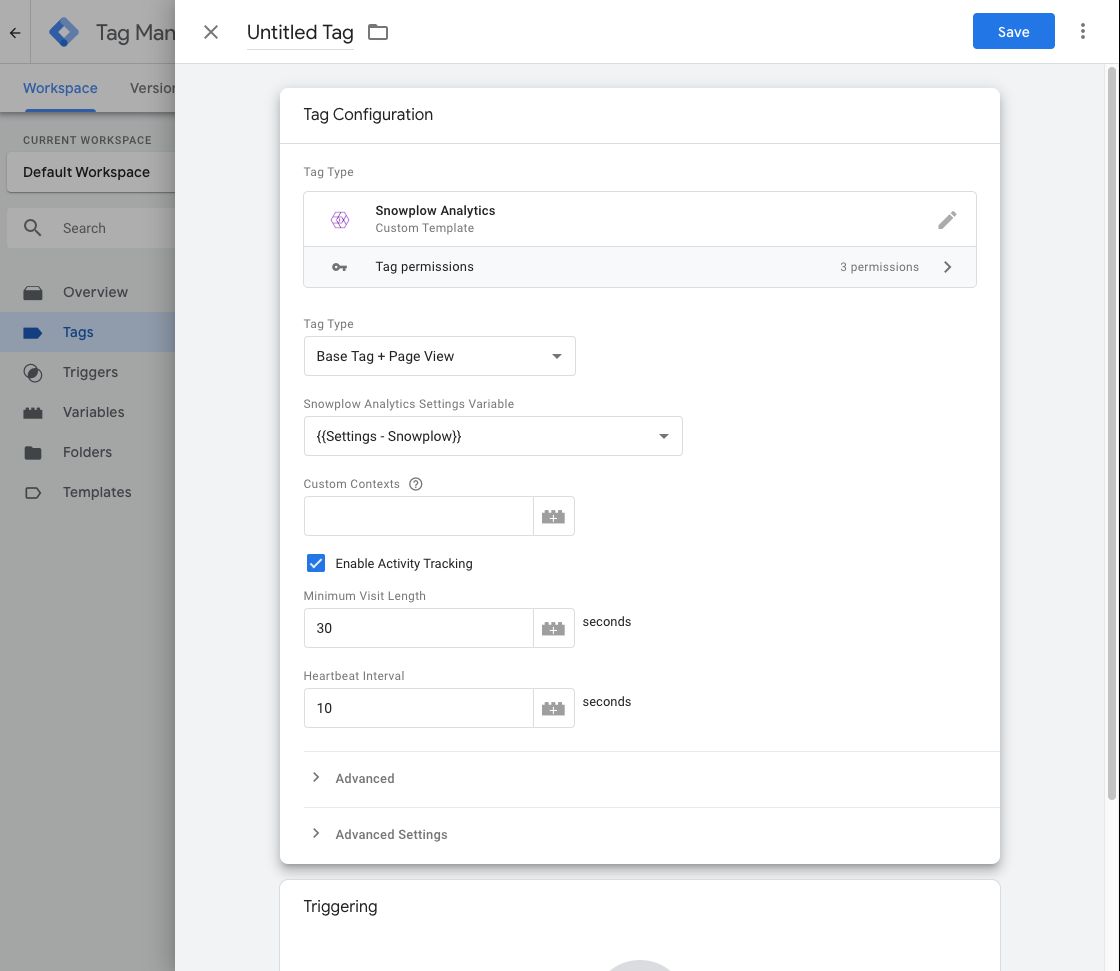 Tag Man
Untitled Tag
Save
Workspace
Version
CURRENT WORKSPACE
Default Workspace
Search
Overview
Tags
Triggers
Variables
Folders
Templates
Tag Configuration
Tag Type
Snowplow Analytics
Custom Template
Tag permissions
3 permissions
Tag Type
Base Tag + Page View
Snowplow Analytics Settings Variable
{{Settings - Snowplow}}
Custom Contexts
Enable Activity Tracking
Minimum Visit Length
30
seconds
Heartbeat Interval
10
seconds
Advanced
Advanced Settings
Triggering